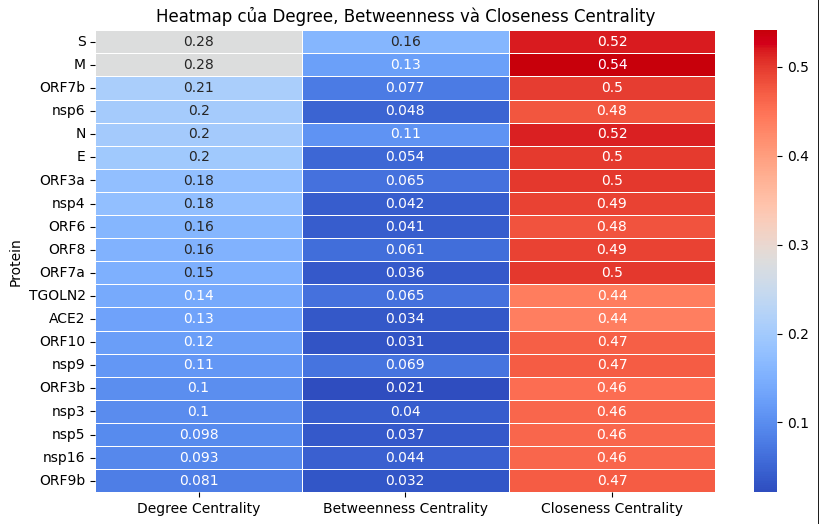 Heatmap của Degree, Betweenness và Closeness Centrality
Protein
S 0.28 0.16 0.52
M 0.28 0.13 0.54
ORF7b 0.21 0.077 0.5
nsp6 0.2 0.048 0.48
N 0.2 0.11 0.52
E 0.2 0.054 0.5
ORF3a 0.18 0.065 0.5
nsp4 0.18 0.042 0.49
ORF6 0.16 0.041 0.48
ORF8 0.16 0.061 0.49
ORF7a 0.15 0.036 0.5
TGOLN2 0.14 0.065 0.44
ACE2 0.13 0.034 0.44
ORF10 0.12 0.031 0.47
nsp9 0.11 0.069 0.47
ORF3b 0.1 0.021 0.46
nsp3 0.1 0.04 0.46
nsp5 0.098 0.037 0.46
nsp16 0.093 0.044 0.46
ORF9b 0.081 0.032 0.47
Degree Centrality Betweenness Centrality Closeness Centrality
0.5
0.4
0.3
0.2
0.1